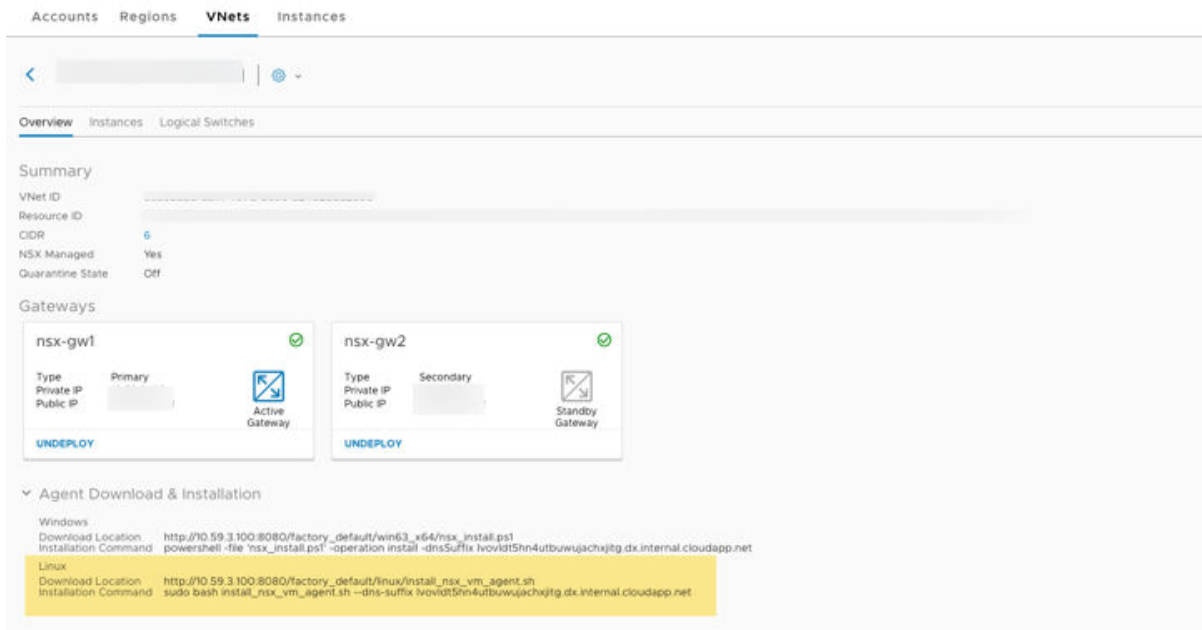 Accounts Regions VNets Instances
Overview Instances Logical Switches
Summary
VNet ID
Resource ID
CIDR 6
NSX Managed Yes
Quarantine State Off
Gateways
nsx-gw1
Type Primary
Private IP
Public IP
Active
Gateway
UNDEPLOY
nsx-gw2
Type Secondary
Private IP
Public IP
Standby
Gateway
UNDEPLOY
Agent Download & Installation
Windows
Download Location http://10.59.3.100:8080/factory_default/win63_x64/nsx_install.ps1
Installation Command powershell -file 'nsx_install.ps1' -operation install -dnsSuffix lvovldt5hn4utbuwujachxjitg.dx.internal.cloudapp.net
Linux
Download Location http://10.59.3.100:8080/factory_default/linux/install_nsx_vm_agent.sh
Installation Command sudo bash install_nsx_vm_agent.sh --dns-suffix lvovldt5hn4utbuwujachxjitg.dx.internal.cloudapp.net